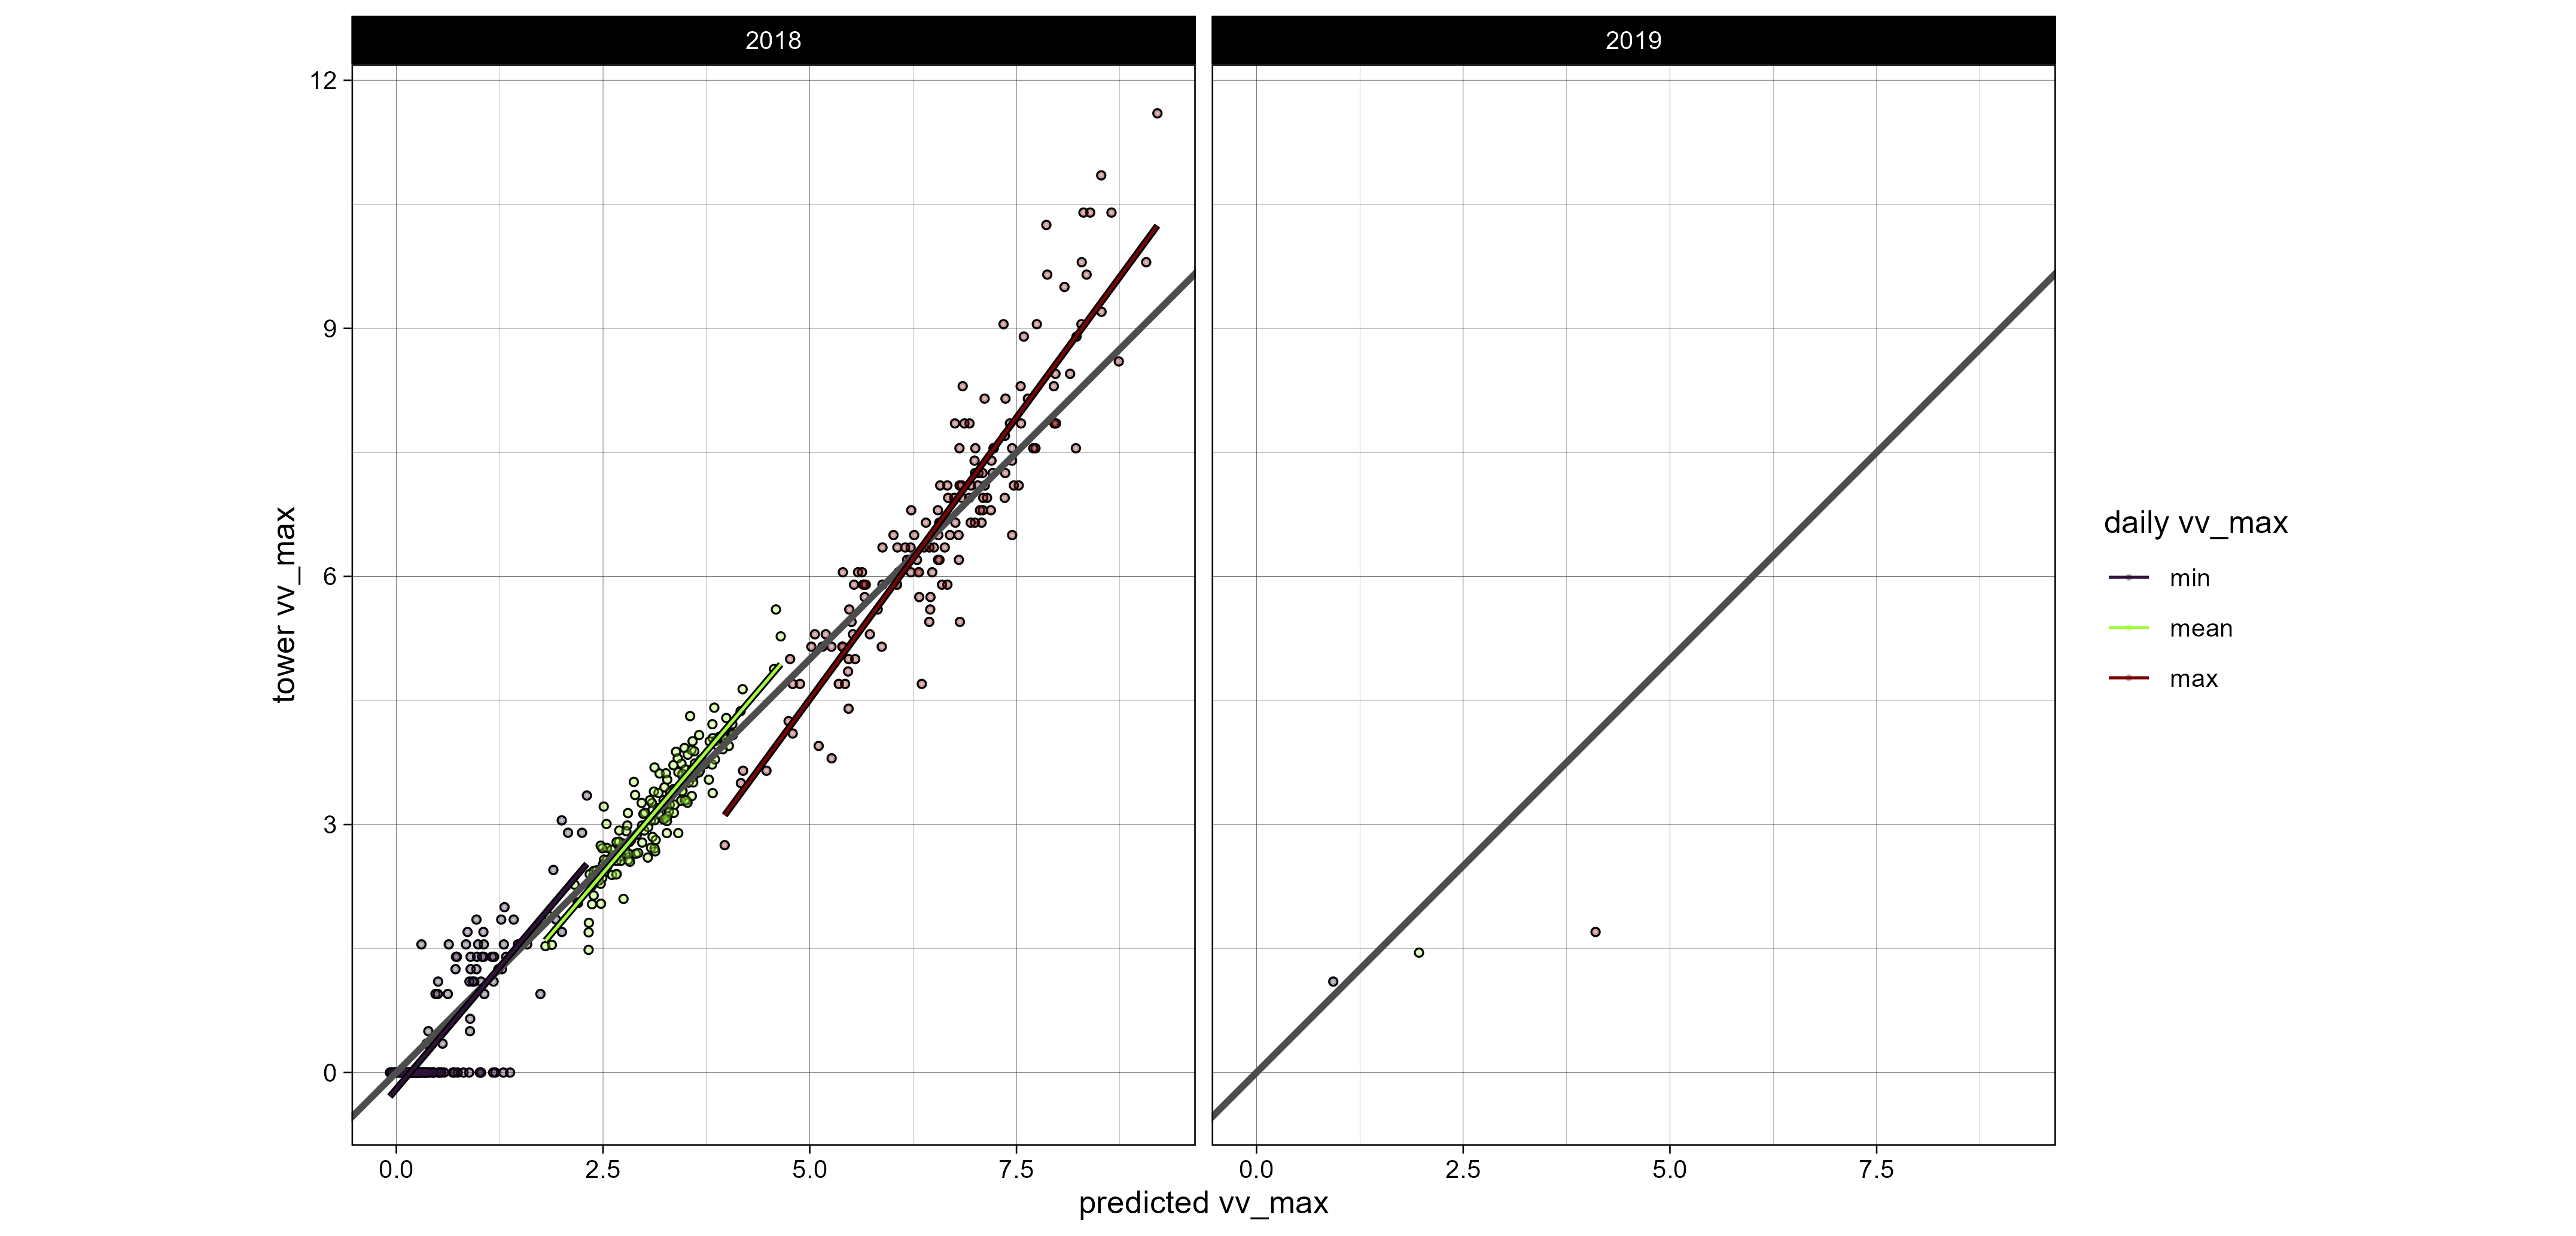 2018 2019
12
9
6
3
0
tower vv_max
0.0 2.5 5.0 7.5 0.0 2.5 5.0 7.5
predicted vv_max
daily vv_max
min
mean
max